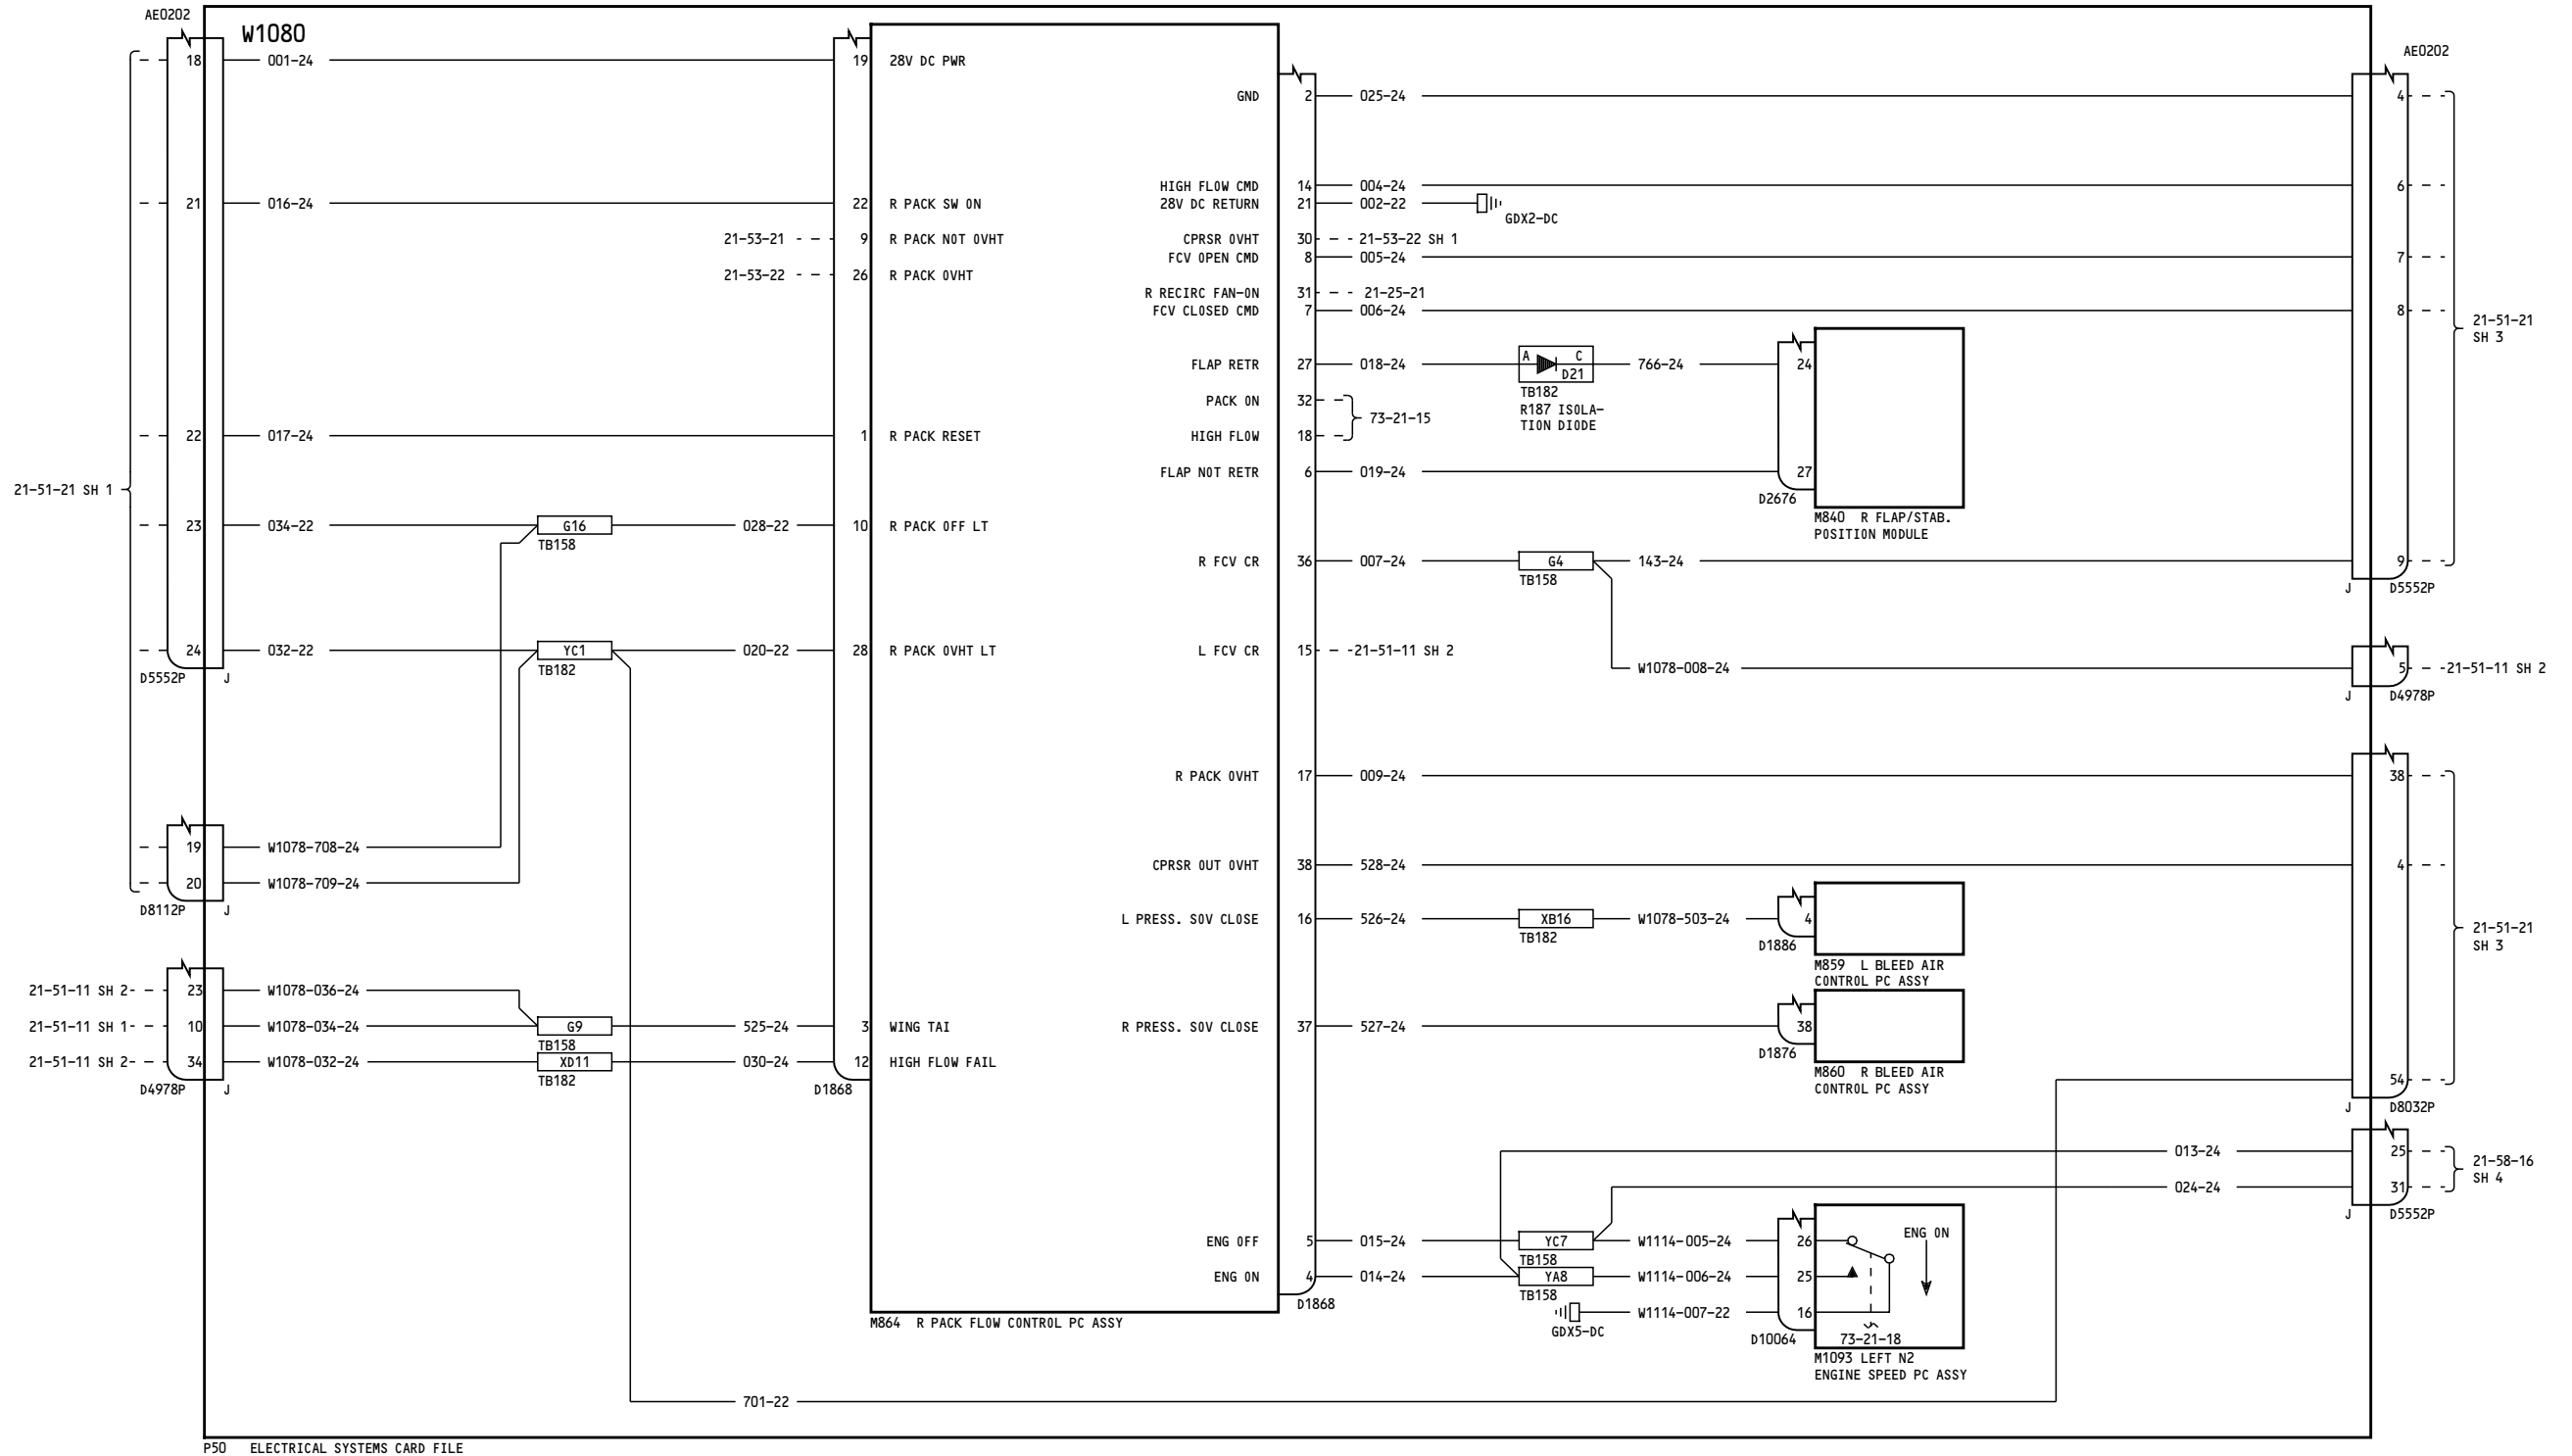 AE0202
W1080
18 001-24 19 28V DC PWR
21 016-24 22 R PACK SW ON
21-53-21 9 R PACK NOT OVHT
21-53-22 26 R PACK OVHT
22 017-24 1 R PACK RESET
21-51-21 SH 1
23 034-22 G16 028-22 10 R PACK OFF LT
TB158
24 032-22 YC1 020-22 28 R PACK OVHT LT
TB182
D5552P J
19 W1078-708-24
20 W1078-709-24
D8112P J
21-51-11 SH 2 23 W1078-036-24
21-51-11 SH 1 10 W1078-034-24 G9 525-24 3 WING TAI
TB158
21-51-11 SH 2 34 W1078-032-24 XD11 030-24 12 HIGH FLOW FAIL
TB182
D4978P J D1868
AE0202
GND 2 025-24 4
HIGH FLOW CMD 14 004-24 6
28V DC RETURN 21 002-22
GDX2-DC
CPRSR OVHT 30 21-53-22 SH 1
FCV OPEN CMD 8 005-24 7
R RECIRC FAN-ON 31 21-25-21
FCV CLOSED CMD 7 006-24 8
21-51-21
SH 3
FLAP RETR 27 018-24 A C D21 766-24 24
TB182
R187 ISOLA-
TION DIODE
PACK ON 32
73-21-15
HIGH FLOW 18
FLAP NOT RETR 6 019-24 27
D2676
M840 R FLAP/STAB.
POSITION MODULE
R FCV CR 36 007-24 G4 143-24 9
TB158
J D5552P
L FCV CR 15 21-51-11 SH 2
W1078-008-24 5 21-51-11 SH 2
J D4978P
R PACK OVHT 17 009-24 38
CPRSR OUT OVHT 38 528-24 4
L PRESS. SOV CLOSE 16 526-24 XB16 W1078-503-24 4
TB182
D1886
M859 L BLEED AIR
CONTROL PC ASSY
21-51-21
SH 3
R PRESS. SOV CLOSE 37 527-24 38
D1876
M860 R BLEED AIR
CONTROL PC ASSY
54
J D8032P
013-24 25
024-24 31
21-58-16
SH 4
J D5552P
ENG OFF 5 015-24 YC7 W1114-005-24 26
TB158
ENG ON
ENG ON 4 014-24 YA8 W1114-006-24 25
TB158
D1868
GDX5-DC
W1114-007-22 16
D10064 73-21-18
M1093 LEFT N2
ENGINE SPEED PC ASSY
M864 R PACK FLOW CONTROL PC ASSY
701-22
P50 ELECTRICAL SYSTEMS CARD FILE